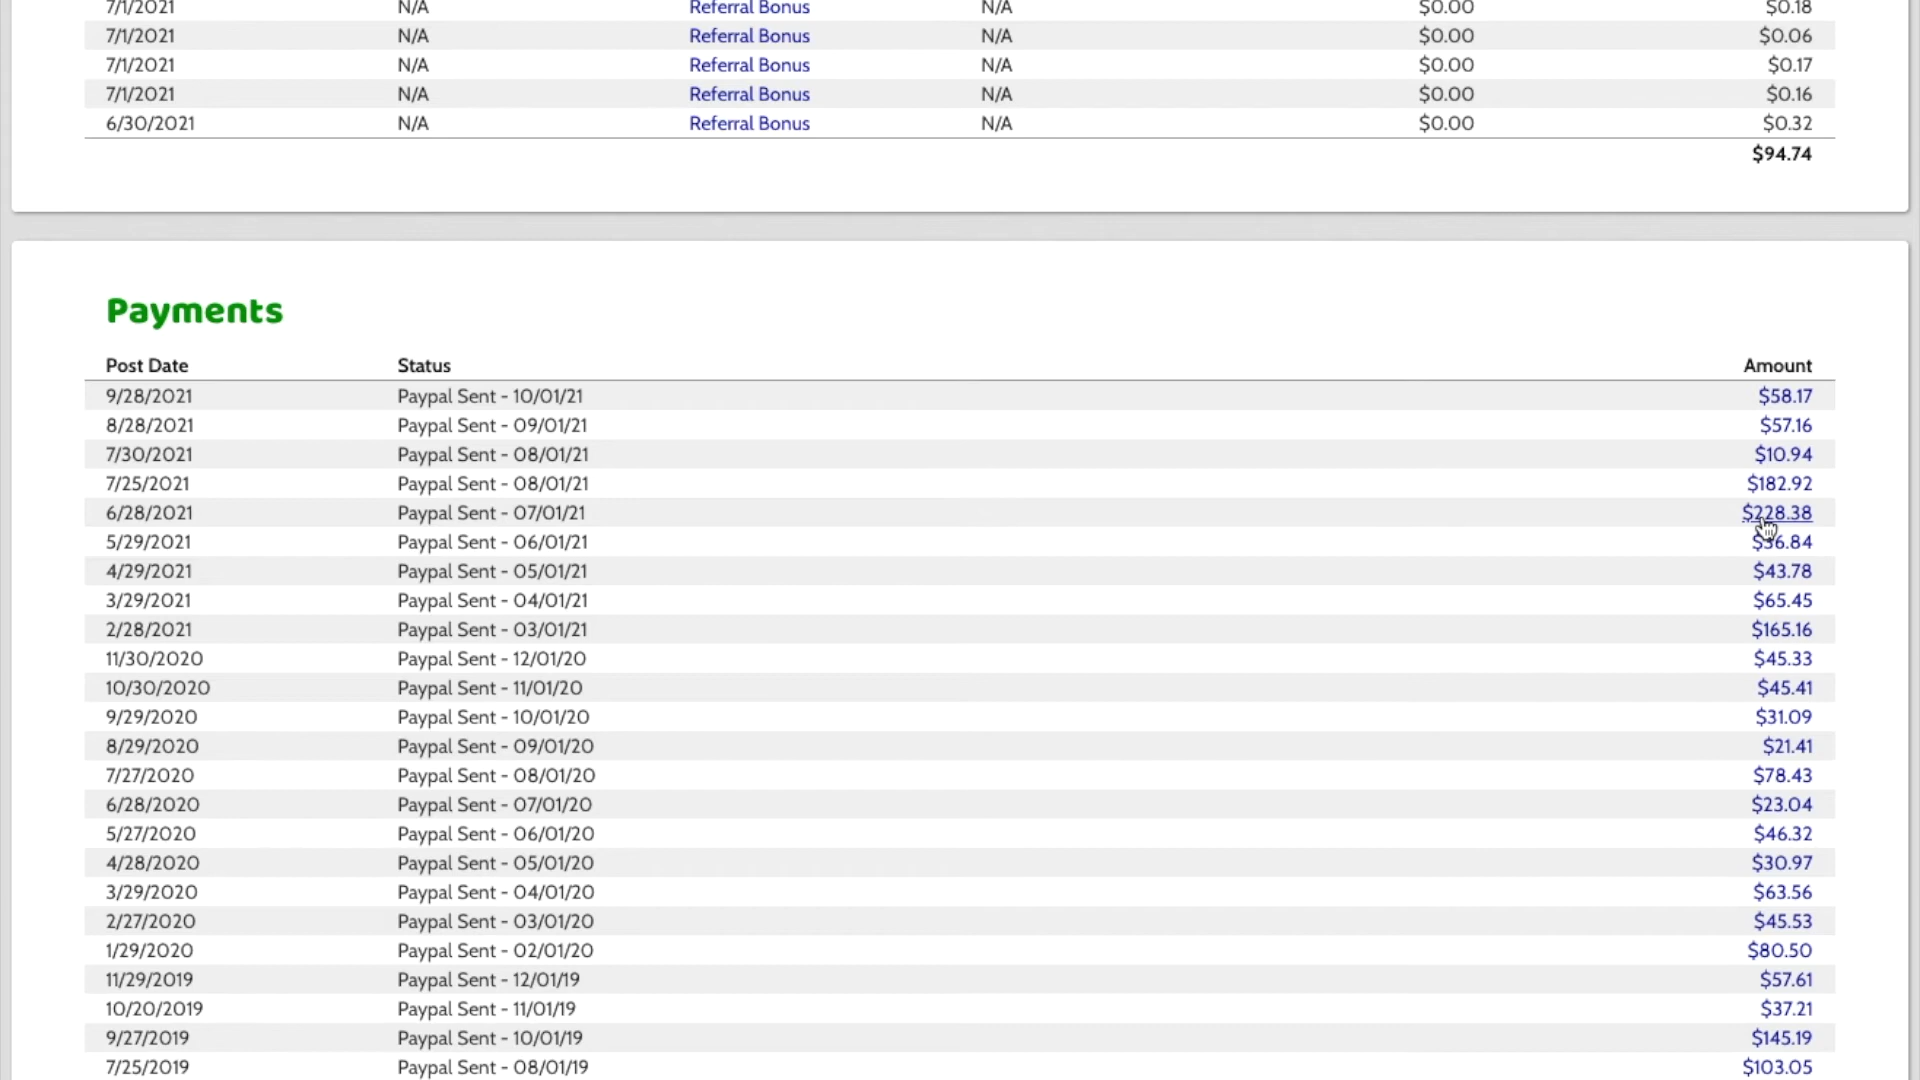 7/1/2021 N/A Referral Bonus N/A $0.00 $0.18
7/1/2021 N/A Referral Bonus N/A $0.00 $0.06
7/1/2021 N/A Referral Bonus N/A $0.00 $0.17
7/1/2021 N/A Referral Bonus N/A $0.00 $0.16
6/30/2021 N/A Referral Bonus N/A $0.00 $0.32
$94.74
Payments
Post Date Status Amount
9/28/2021 Paypal Sent - 10/01/21 $58.17
8/28/2021 Paypal Sent - 09/01/21 $57.16
7/30/2021 Paypal Sent - 08/01/21 $10.94
7/25/2021 Paypal Sent - 08/01/21 $182.92
6/28/2021 Paypal Sent - 07/01/21 $228.38
5/29/2021 Paypal Sent - 06/01/21 $36.84
4/29/2021 Paypal Sent - 05/01/21 $43.78
3/29/2021 Paypal Sent - 04/01/21 $65.45
2/28/2021 Paypal Sent - 03/01/21 $165.16
11/30/2020 Paypal Sent - 12/01/20 $45.33
10/30/2020 Paypal Sent - 11/01/20 $45.41
9/29/2020 Paypal Sent - 10/01/20 $31.09
8/29/2020 Paypal Sent - 09/01/20 $21.41
7/27/2020 Paypal Sent - 08/01/20 $78.43
6/28/2020 Paypal Sent - 07/01/20 $23.04
5/27/2020 Paypal Sent - 06/01/20 $46.32
4/28/2020 Paypal Sent - 05/01/20 $30.97
3/29/2020 Paypal Sent - 04/01/20 $63.56
2/27/2020 Paypal Sent - 03/01/20 $45.53
1/29/2020 Paypal Sent - 02/01/20 $80.50
11/29/2019 Paypal Sent - 12/01/19 $57.61
10/20/2019 Paypal Sent - 11/01/19 $37.21
9/27/2019 Paypal Sent - 10/01/19 $145.19
7/25/2019 Paypal Sent - 08/01/19 $103.05